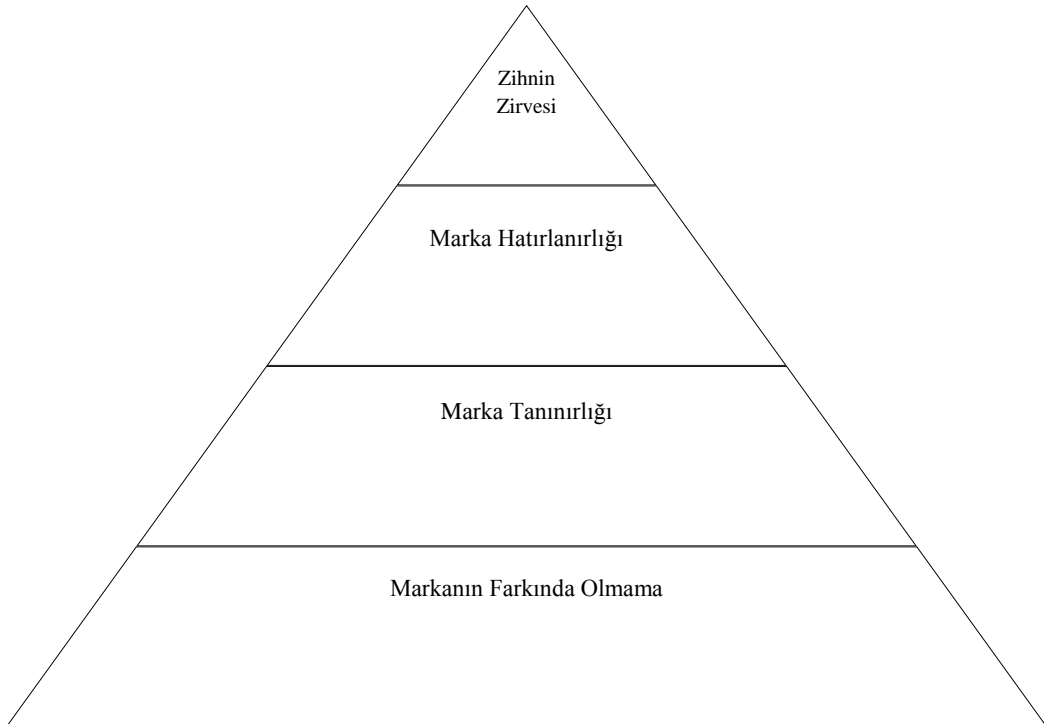 Zihnin
Zirvesi
Marka Hatırlanırlığı
Marka Tanınırlığı
Markanın Farkında Olmama